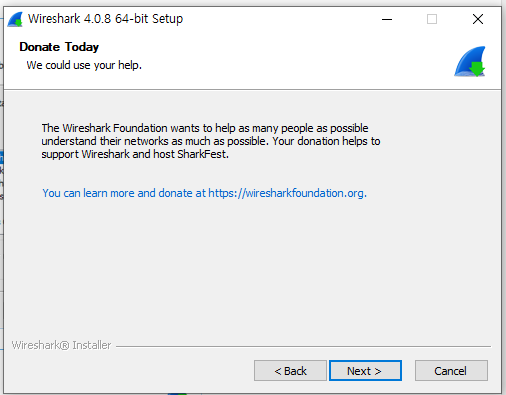 Wireshark 4.0.8 64-bit Setup
Donate Today
We could use your help.
The Wireshark Foundation wants to help as many people as possible
understand their networks as much as possible. Your donation helps to
support Wireshark and host SharkFest.
You can learn more and donate at https://wiresharkfoundation.org.
Wireshark® Installer
< Back
Next >
Cancel